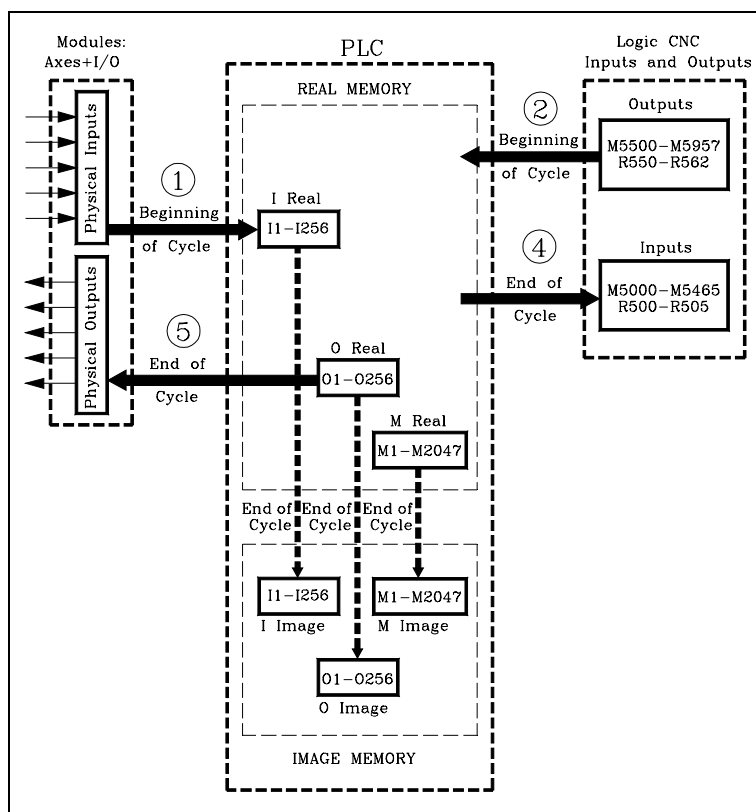 Modules:
Axes+I/O
Physical Inputs
Physical Outputs
1
Beginning
of Cycle
5
End of
Cycle
PLC
REAL MEMORY
I Real
I1-I256
O Real
O1-O256
M Real
M1-M2047
End of
Cycle
End of
Cycle
End of
Cycle
I1-I256
I Image
M1-M2047
M Image
O1-O256
O Image
IMAGE MEMORY
Logic CNC
Inputs and Outputs
2
Beginning
of Cycle
Outputs
M5500-M5957
R550-R562
4
End of
Cycle
Inputs
M5000-M5465
R500-R505